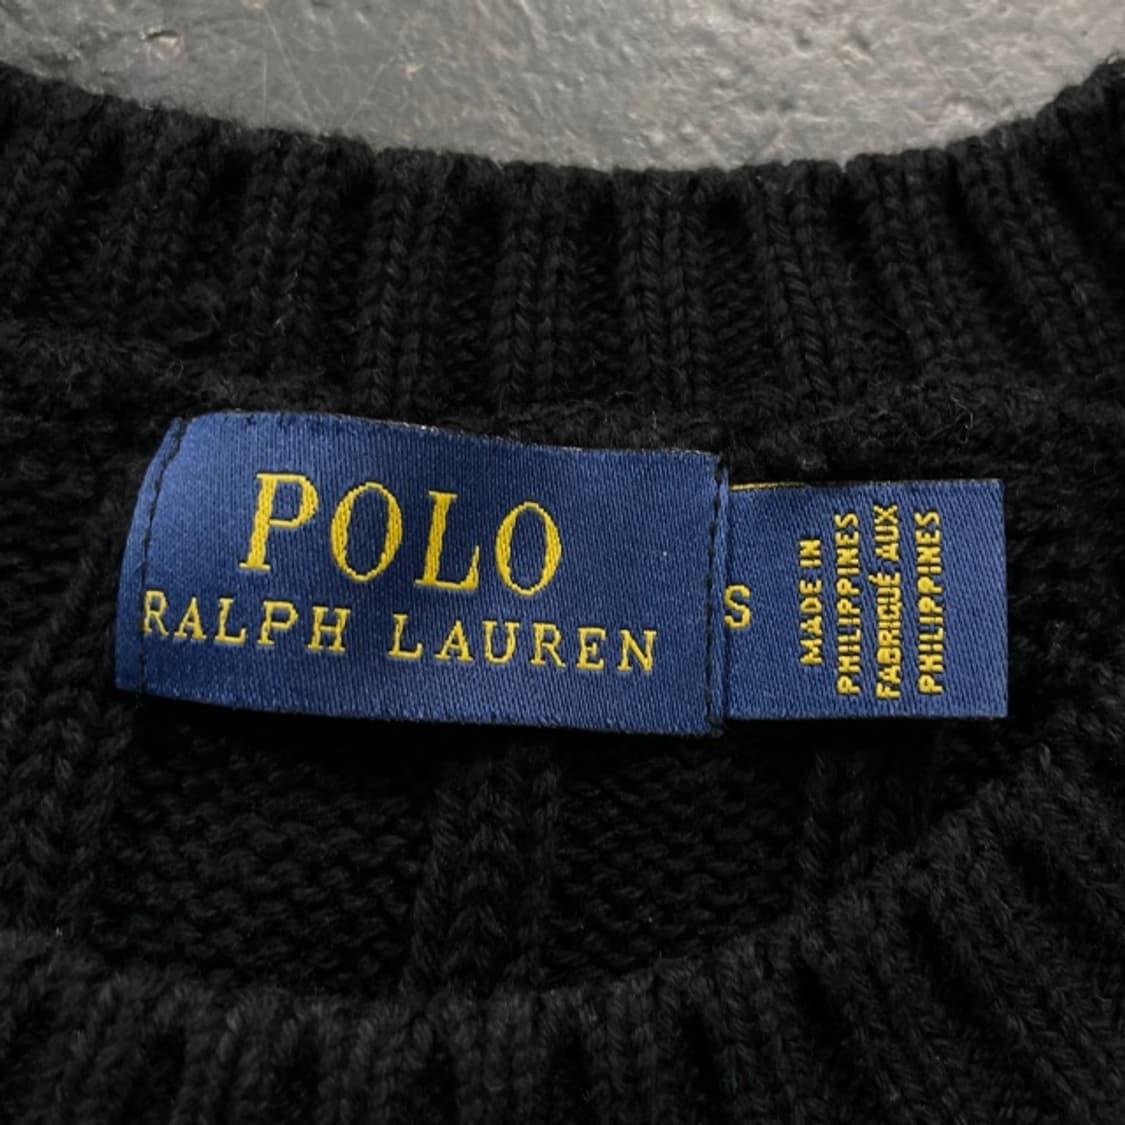 POLO
RALPH LAUREN
S
MADE IN
PHILIPPINES
FABRIQUÉ AUX
PHILIPPINES